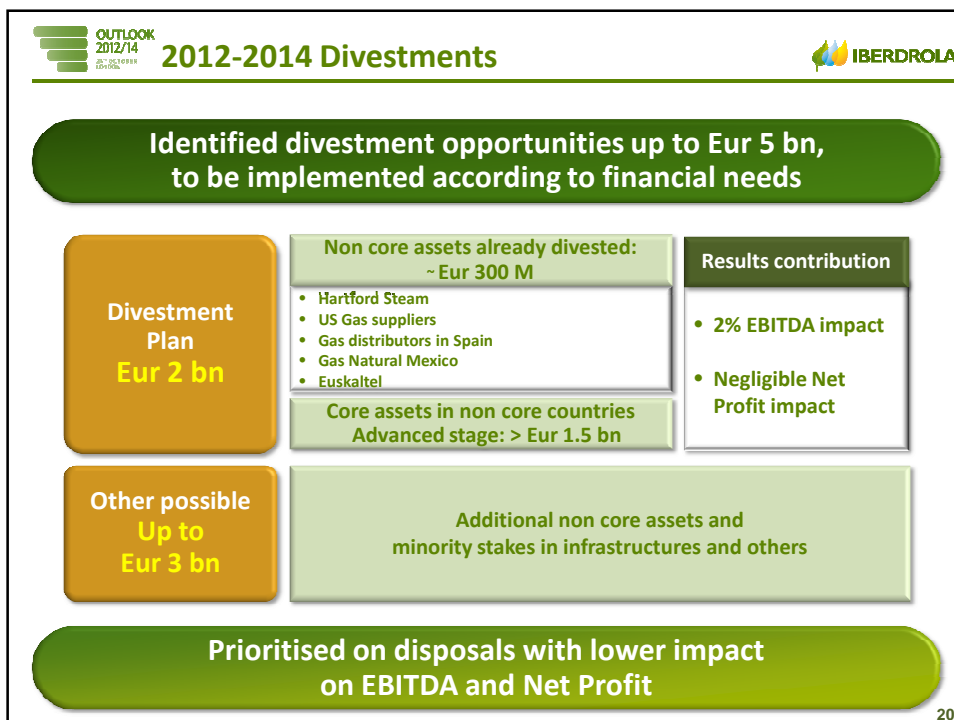 OUTLOOK
2012/14
LONDON
2012-2014 Divestments
IBERDROLA
Identified divestment opportunities up to Eur 5 bn,
to be implemented according to financial needs
Divestment
Plan
Eur 2 bn
Non core assets already divested:
~ Eur 300 M
• Hartford Steam
• US Gas suppliers
• Gas distributors in Spain
• Gas Natural Mexico
• Euskaltel
Core assets in non core countries
Advanced stage: > Eur 1.5 bn
Results contribution
• 2% EBITDA impact
• Negligible Net
Profit impact
Other possible
Up to
Eur 3 bn
Additional non core assets and
minority stakes in infrastructures and others
Prioritised on disposals with lower impact
on EBITDA and Net Profit
20